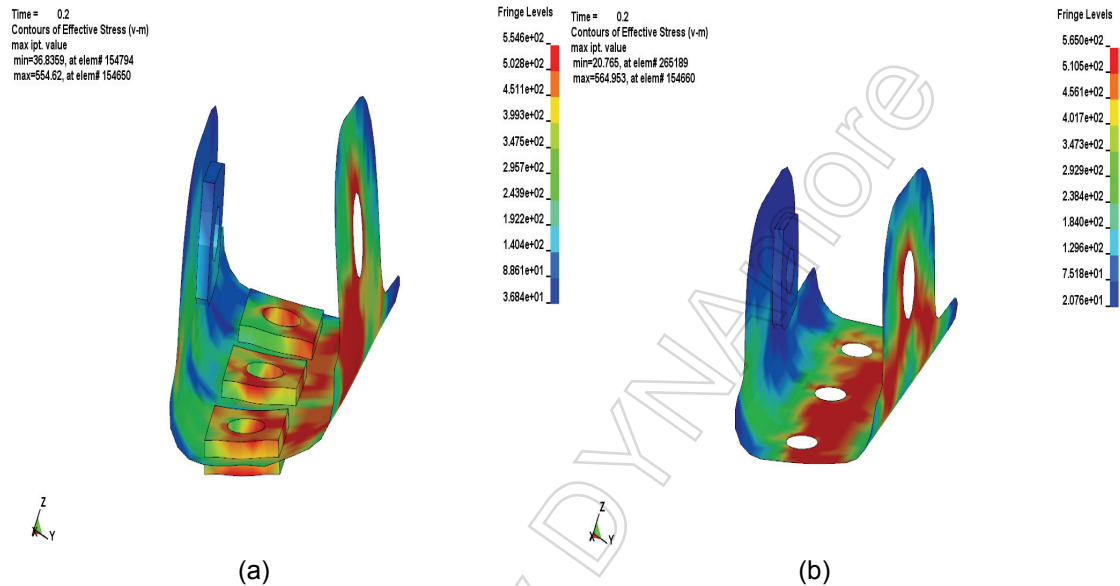 Time = 0.2
Contours of Effective Stress (v-m)
max ipt. value
min=36.8359, at elem# 154794
max=554.62, at elem# 154650
Fringe Levels
5.546e+02
5.028e+02
4.511e+02
3.993e+02
3.475e+02
2.957e+02
2.439e+02
1.922e+02
1.404e+02
8.861e+01
3.684e+01
Z
X Y
(a)
Time = 0.2
Contours of Effective Stress (v-m)
max ipt. value
min=20.765, at elem# 265189
max=564.953, at elem# 154660
Fringe Levels
5.650e+02
5.105e+02
4.561e+02
4.017e+02
3.473e+02
2.929e+02
2.384e+02
1.840e+02
1.296e+02
7.518e+01
2.076e+01
Z
X Y
(b)
DYNAmore